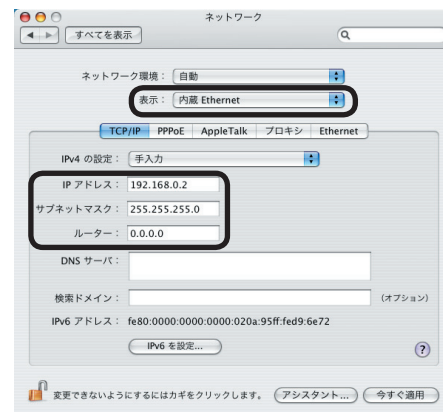 ネットワーク
すべてを表示
ネットワーク環境： 自動
表示： 内蔵 Ethernet
TCP/IP PPPoE AppleTalk プロキシ Ethernet
IPv4 の設定： 手入力
IP アドレス： 192.168.0.2
サブネットマスク： 255.255.255.0
ルーター： 0.0.0.0
DNS サーバ：
検索ドメイン： (オプション)
IPv6 アドレス： fe80:0000:0000:0000:020a:95ff:fed9:6e72
IPv6 を設定... ?
変更できないようにするにはカギをクリックします。 アシスタント... 今すぐ適用